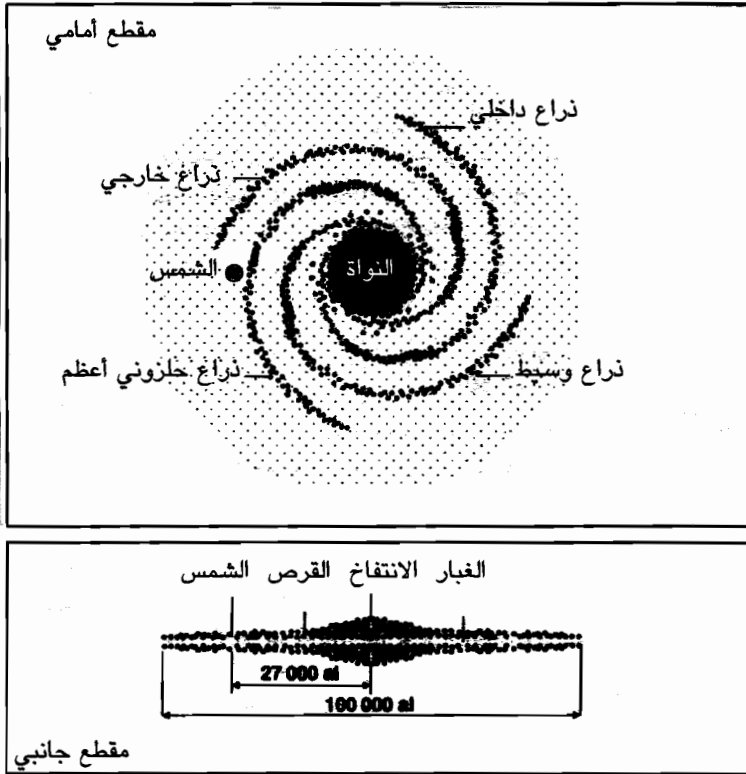 مقطع أمامي
ذراع داخلي
ذراع خارجي
الشمس
النواة
ذراع حلزوني أعظم
ذراع وسيط
الشمس القرص الانتفاخ الغبار
27 000 al
160 000 al
مقطع جانبي